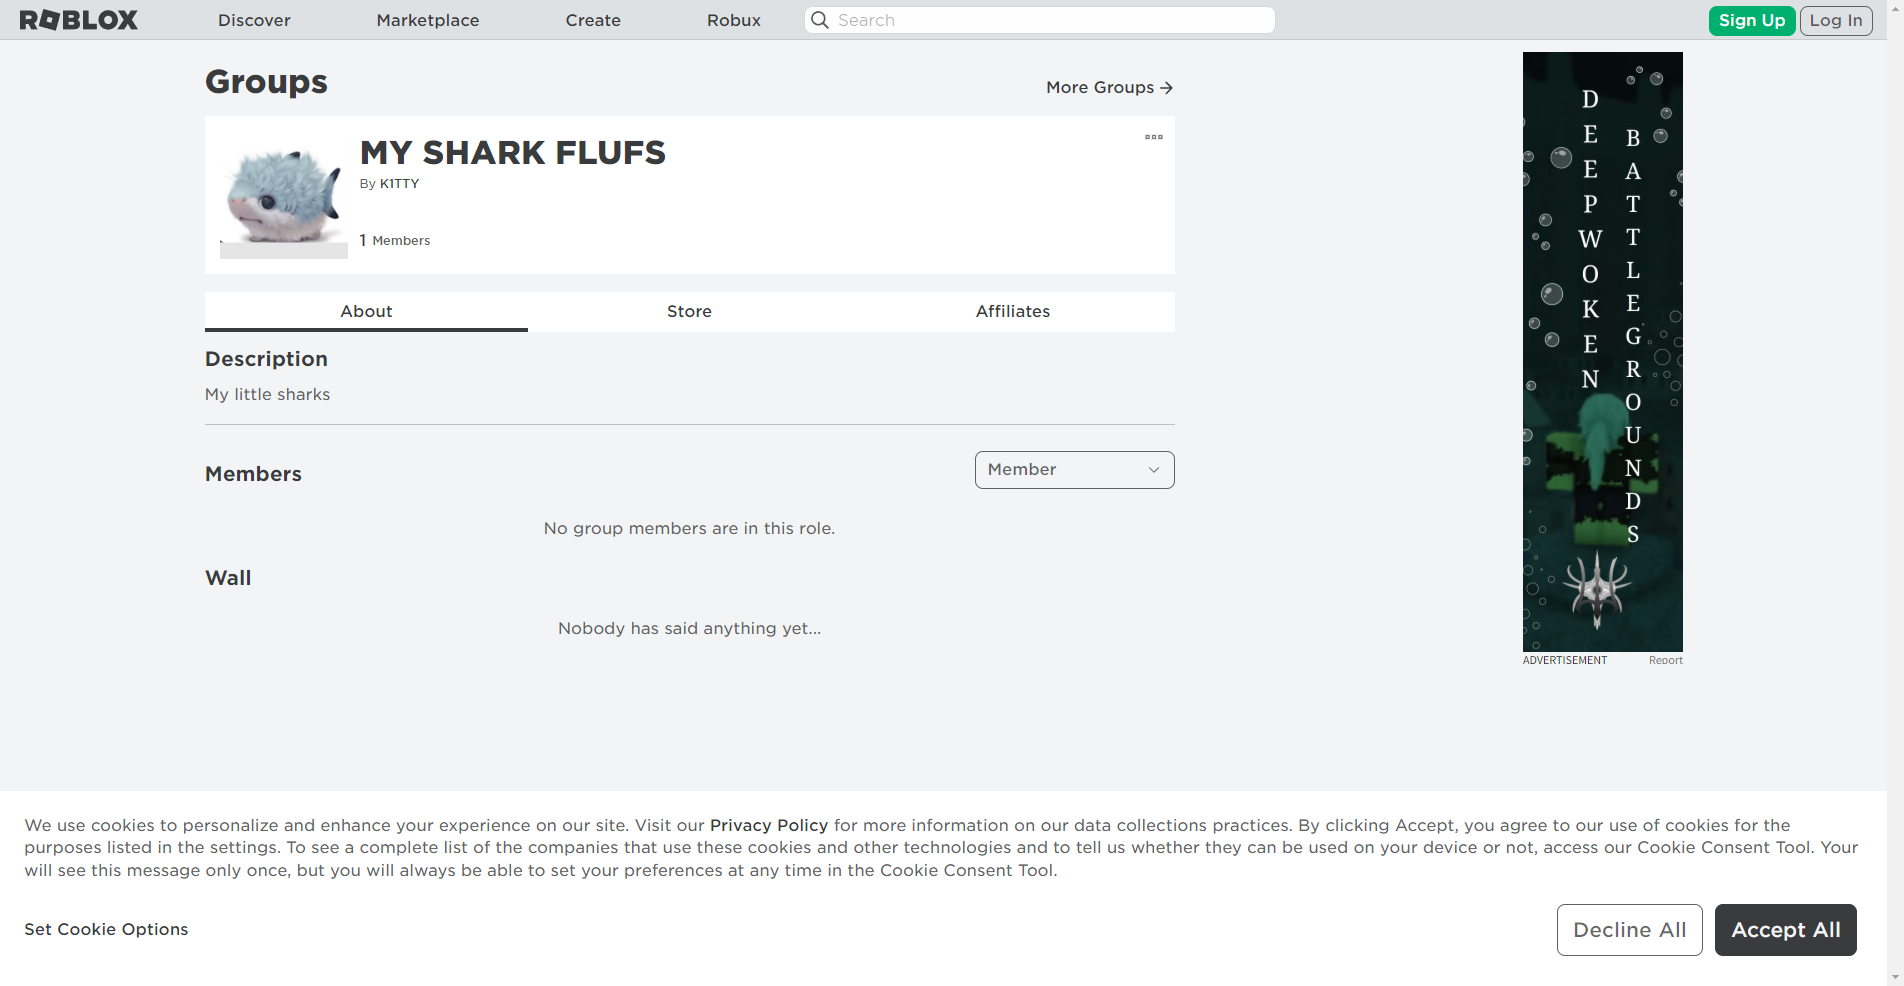 ROBLOX
Discover
Marketplace
Create
Robux
Search
Sign Up
Log In
Groups
More Groups
MY SHARK FLUFS
By K1TTY
1 Members
About
Store
Affiliates
Description
My little sharks
Members
Member
No group members are in this role.
Wall
Nobody has said anything yet...
DEEPWOKEN
BATTLEGROUNDS
ADVERTISEMENT
Report
We use cookies to personalize and enhance your experience on our site. Visit our Privacy Policy for more information on our data collections practices. By clicking Accept, you agree to our use of cookies for the
purposes listed in the settings. To see a complete list of the companies that use these cookies and other technologies and to tell us whether they can be used on your device or not, access our Cookie Consent Tool. Your
will see this message only once, but you will always be able to set your preferences at any time in the Cookie Consent Tool.
Set Cookie Options
Decline All
Accept All